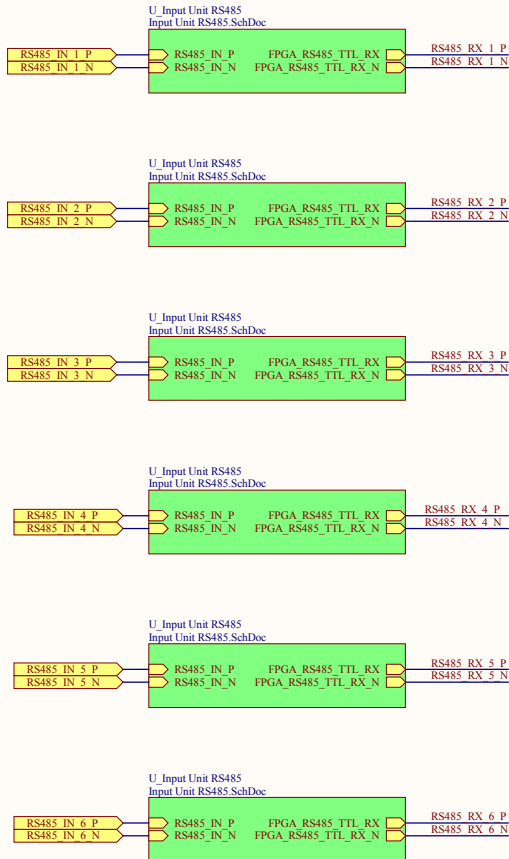 U_Input Unit RS485
Input Unit RS485.SchDoc
RS485_IN_1_P RS485_IN_P FPGA_RS485_TTL_RX RS485_RX_1_P
RS485_IN_1_N RS485_IN_N FPGA_RS485_TTL_RX_N RS485_RX_1_N
U_Input Unit RS485
Input Unit RS485.SchDoc
RS485_IN_2_P RS485_IN_P FPGA_RS485_TTL_RX RS485_RX_2_P
RS485_IN_2_N RS485_IN_N FPGA_RS485_TTL_RX_N RS485_RX_2_N
U_Input Unit RS485
Input Unit RS485.SchDoc
RS485_IN_3_P RS485_IN_P FPGA_RS485_TTL_RX RS485_RX_3_P
RS485_IN_3_N RS485_IN_N FPGA_RS485_TTL_RX_N RS485_RX_3_N
U_Input Unit RS485
Input Unit RS485.SchDoc
RS485_IN_4_P RS485_IN_P FPGA_RS485_TTL_RX RS485_RX_4_P
RS485_IN_4_N RS485_IN_N FPGA_RS485_TTL_RX_N RS485_RX_4_N
U_Input Unit RS485
Input Unit RS485.SchDoc
RS485_IN_5_P RS485_IN_P FPGA_RS485_TTL_RX RS485_RX_5_P
RS485_IN_5_N RS485_IN_N FPGA_RS485_TTL_RX_N RS485_RX_5_N
U_Input Unit RS485
Input Unit RS485.SchDoc
RS485_IN_6_P RS485_IN_P FPGA_RS485_TTL_RX RS485_RX_6_P
RS485_IN_6_N RS485_IN_N FPGA_RS485_TTL_RX_N RS485_RX_6_N